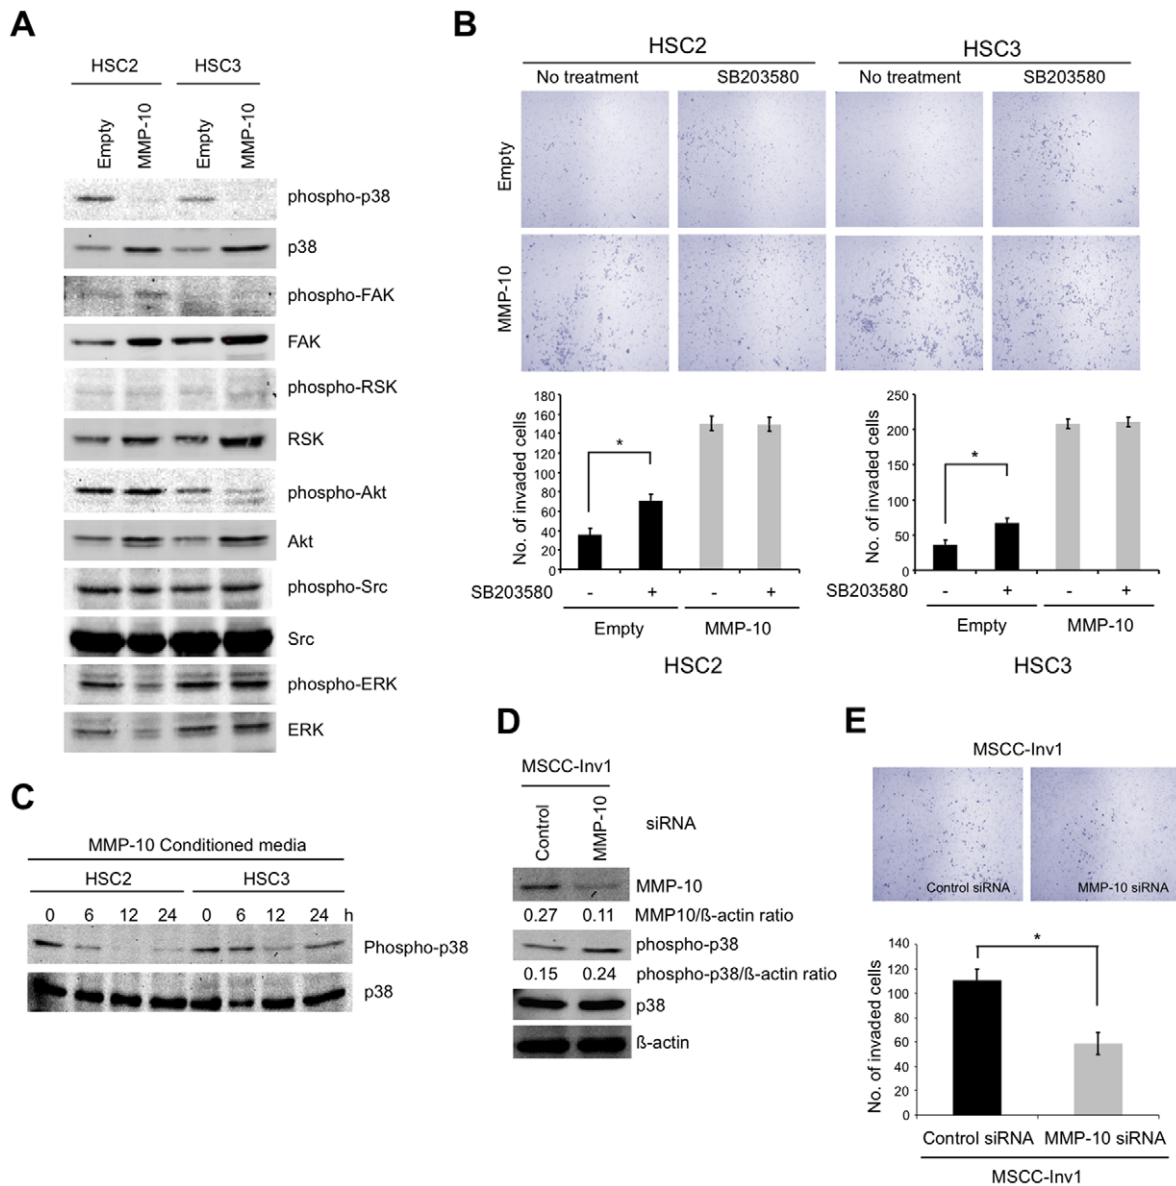 A
HSC2 HSC3
Empty MMP-10 Empty MMP-10
phospho-p38
p38
phospho-FAK
FAK
phospho-RSK
RSK
phospho-Akt
Akt
phospho-Src
Src
phospho-ERK
ERK
B
HSC2 HSC3
No treatment SB203580 No treatment SB203580
Empty
MMP-10
No. of invaded cells
180
160
140
120
100
80
60
40
20
0
*
SB203580 - + - +
Empty MMP-10
HSC2
No. of invaded cells
250
200
150
100
50
0
*
SB203580 - + - +
Empty MMP-10
HSC3
C
MMP-10 Conditioned media
HSC2 HSC3
0 6 12 24 0 6 12 24 h
Phospho-p38
p38
D
MSCC-Inv1
Control MMP-10 siRNA
MMP-10
0.27 0.11 MMP10/ß-actin ratio
phospho-p38
0.15 0.24 phospho-p38/ß-actin ratio
p38
ß-actin
E
MSCC-Inv1
Control siRNA MMP-10 siRNA
No. of invaded cells
140
120
100
80
60
40
20
0
*
Control siRNA MMP-10 siRNA
MSCC-Inv1